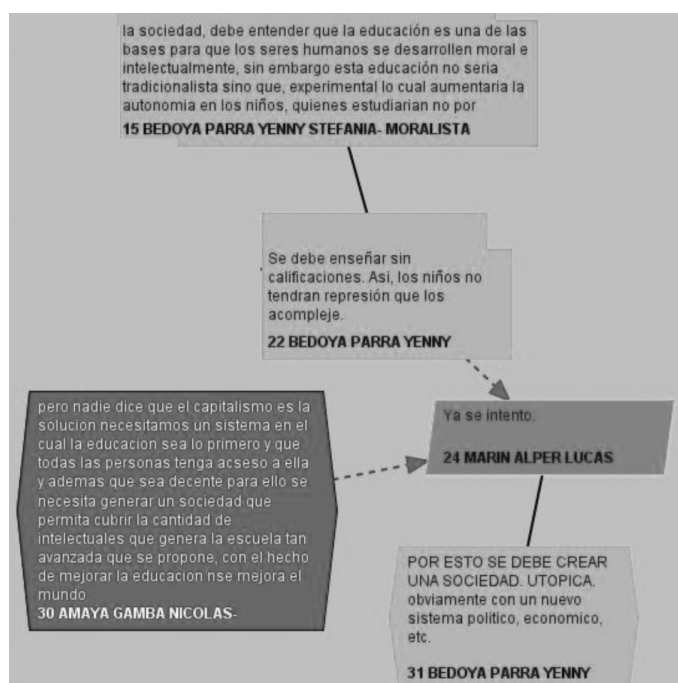 la sociedad, debe entender que la educación es una de las
bases para que los seres humanos se desarrollen moral e
intelectualmente, sin embargo esta educación no seria
tradicionalista sino que, experimental lo cual aumentaria la
autonomia en los niños, quienes estudiarian no por
15 BEDOYA PARRA YENNY STEFANIA- MORALISTA
Se debe enseñar sin
calificaciones. Asi, los niños no
tendran represión que los
acompleje.
22 BEDOYA PARRA YENNY
pero nadie dice que el capitalismo es la
solucion necesitamos un sistema en el
cual la educacion sea lo primero y que
todas las personas tenga acseso a ella
y ademas que sea decente para ello se
necesita generar un sociedad que
permita cubrir la cantidad de
intelectuales que genera la escuela tan
avanzada que se propone, con el hecho
de mejorar la educacion nse mejora el
mundo
30 AMAYA GAMBA NICOLAS-
Ya se intento.
24 MARIN ALPER LUCAS
POR ESTO SE DEBE CREAR
UNA SOCIEDAD. UTOPICA.
obviamente con un nuevo
sistema politico, economico,
etc.
31 BEDOYA PARRA YENNY